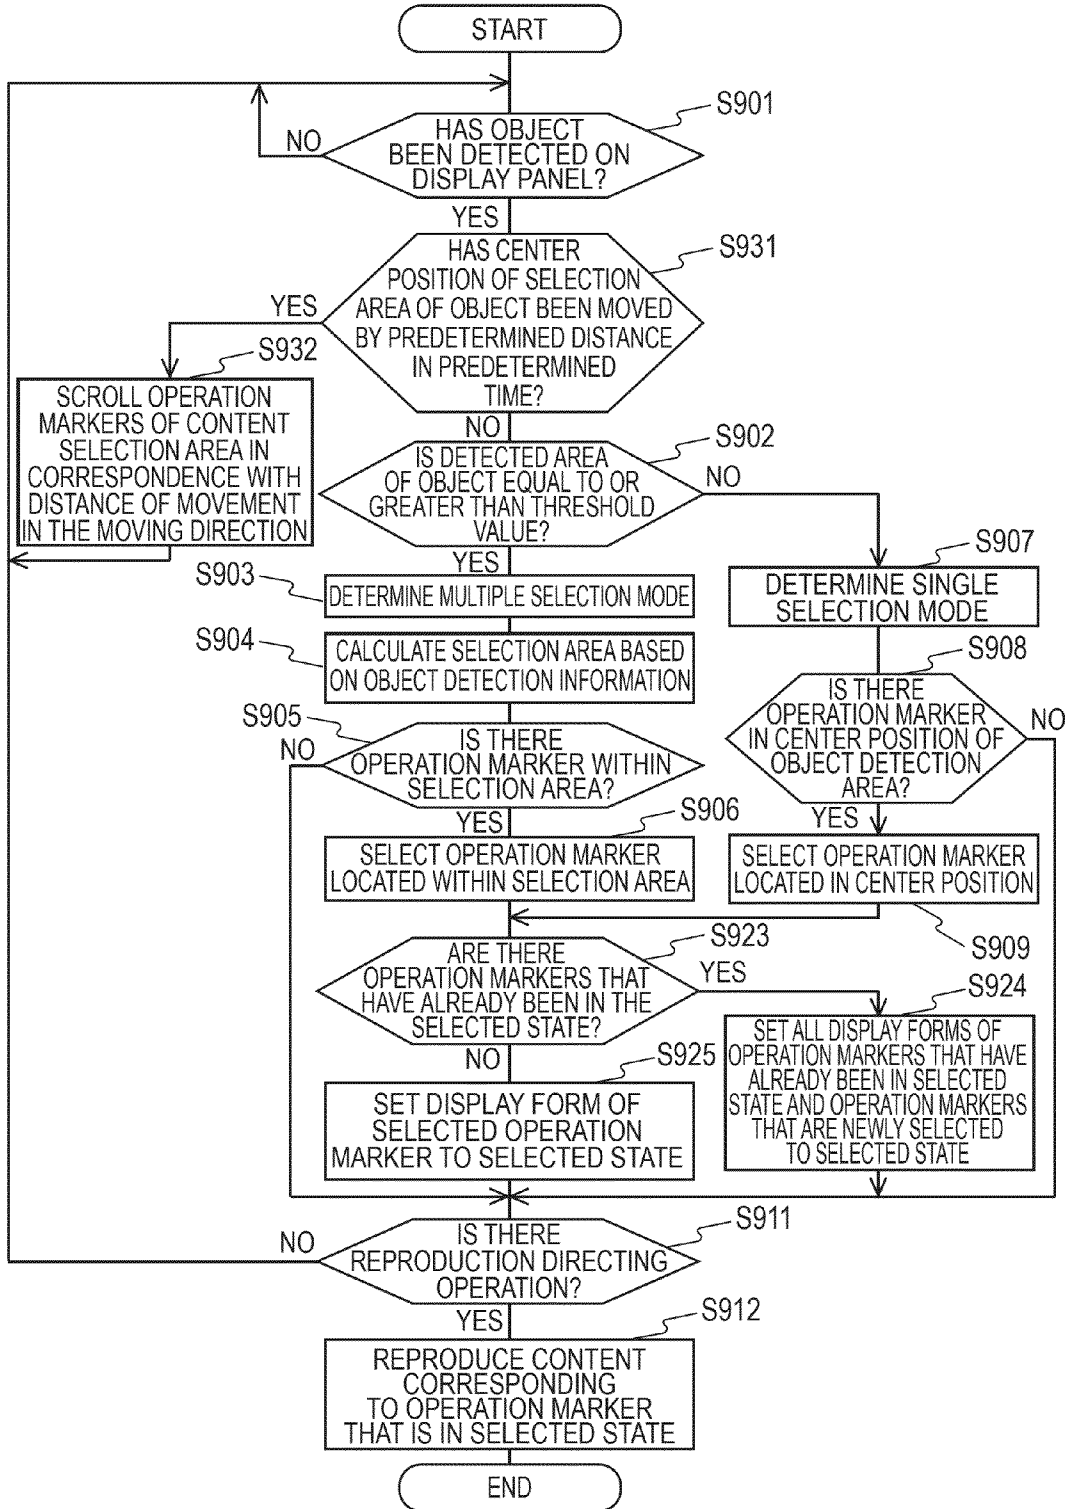 START
S901
HAS OBJECT
BEEN DETECTED ON
DISPLAY PANEL?
NO
YES
S931
HAS CENTER
POSITION OF SELECTION
AREA OF OBJECT BEEN MOVED
BY PREDETERMINED DISTANCE
IN PREDETERMINED
TIME?
YES
NO
S932
SCROLL OPERATION
MARKERS OF CONTENT
SELECTION AREA IN
CORRESPONDENCE WITH
DISTANCE OF MOVEMENT
IN THE MOVING DIRECTION
S902
IS DETECTED AREA
OF OBJECT EQUAL TO OR
GREATER THAN THRESHOLD
VALUE?
NO
YES
S903
DETERMINE MULTIPLE SELECTION MODE
S907
DETERMINE SINGLE
SELECTION MODE
S904
CALCULATE SELECTION AREA BASED
ON OBJECT DETECTION INFORMATION
S908
IS THERE
OPERATION MARKER
IN CENTER POSITION OF
OBJECT DETECTION
AREA?
NO
YES
S905
IS THERE
OPERATION MARKER WITHIN
SELECTION AREA?
NO
YES
S906
SELECT OPERATION MARKER
LOCATED WITHIN SELECTION AREA
SELECT OPERATION MARKER
LOCATED IN CENTER POSITION
S909
S923
ARE THERE
OPERATION MARKERS THAT
HAVE ALREADY BEEN IN THE
SELECTED STATE?
YES
NO
S924
SET ALL DISPLAY FORMS OF
OPERATION MARKERS THAT HAVE
ALREADY BEEN IN SELECTED
STATE AND OPERATION MARKERS
THAT ARE NEWLY SELECTED
TO SELECTED STATE
S925
SET DISPLAY FORM OF
SELECTED OPERATION
MARKER TO SELECTED STATE
S911
IS THERE
REPRODUCTION DIRECTING
OPERATION?
NO
YES
S912
REPRODUCE CONTENT
CORRESPONDING
TO OPERATION MARKER
THAT IS IN SELECTED STATE
END